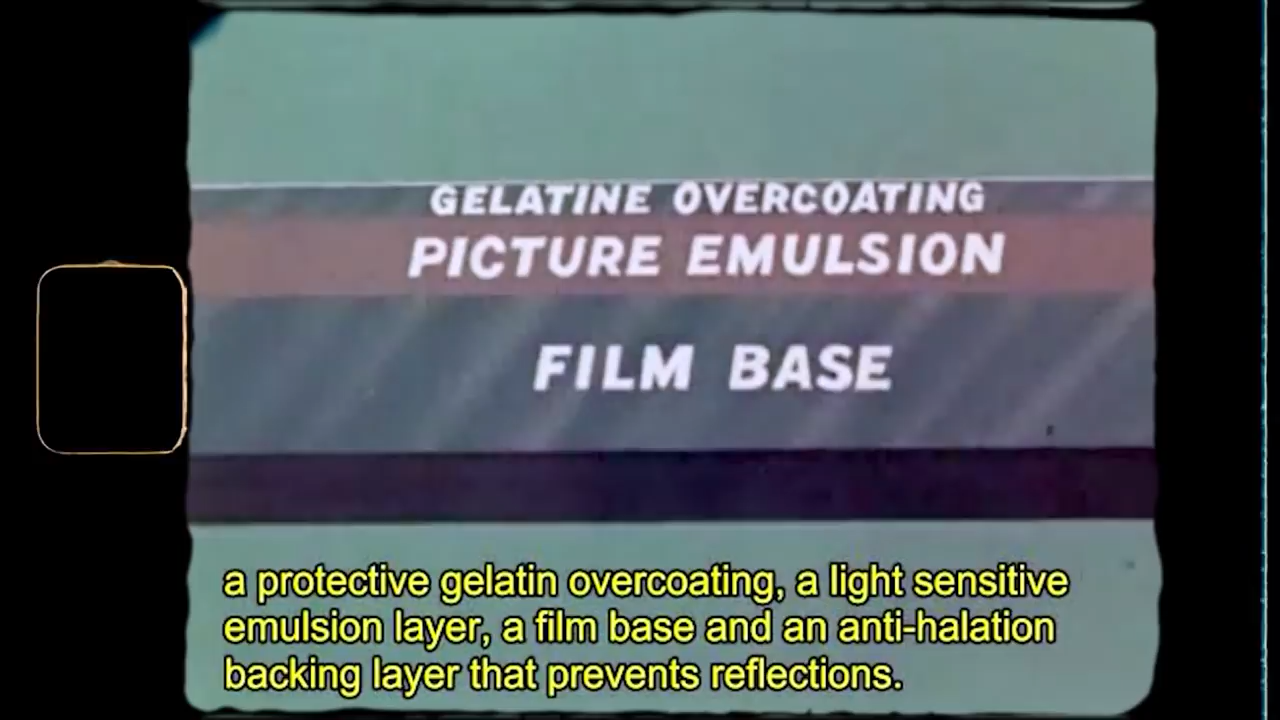 GELATINE OVERCOATING
PICTURE EMULSION
FILM BASE
a protective gelatin overcoating, a light sensitive
emulsion layer, a film base and an anti-halation
backing layer that prevents reflections.